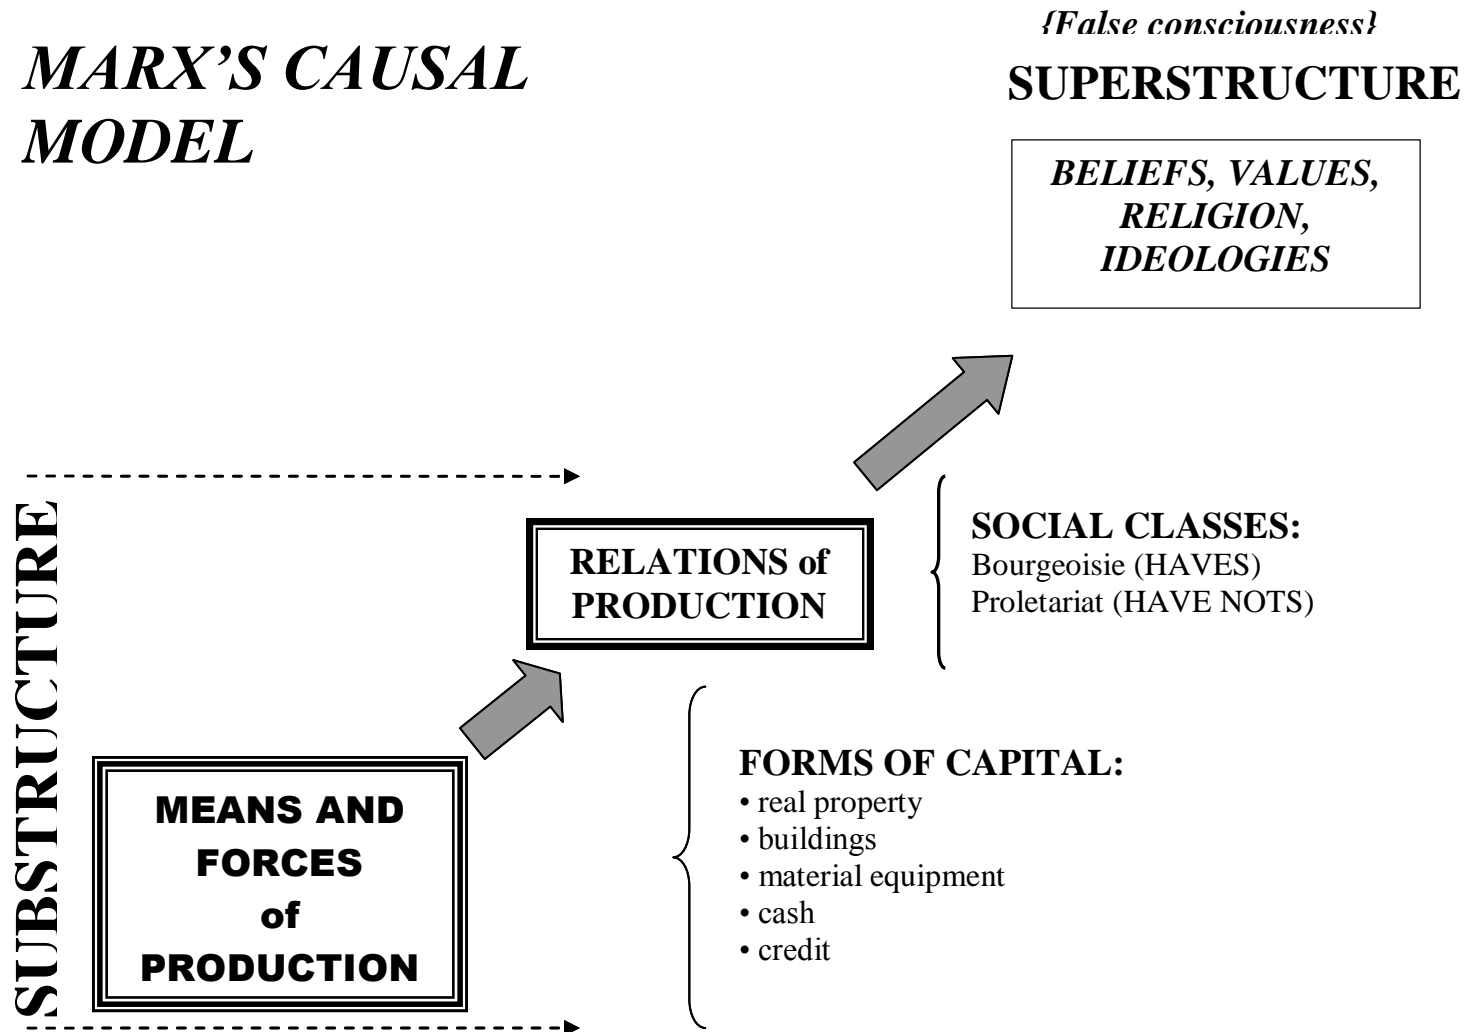 MARX’S CAUSAL
MODEL
{False consciousness}
SUPERSTRUCTURE
BELIEFS, VALUES,
RELIGION,
IDEOLOGIES
SUBSTRUCTURE
RELATIONS of
PRODUCTION
SOCIAL CLASSES:
Bourgeoisie (HAVES)
Proletariat (HAVE NOTS)
MEANS AND
FORCES
of
PRODUCTION
FORMS OF CAPITAL:
• real property
• buildings
• material equipment
• cash
• credit